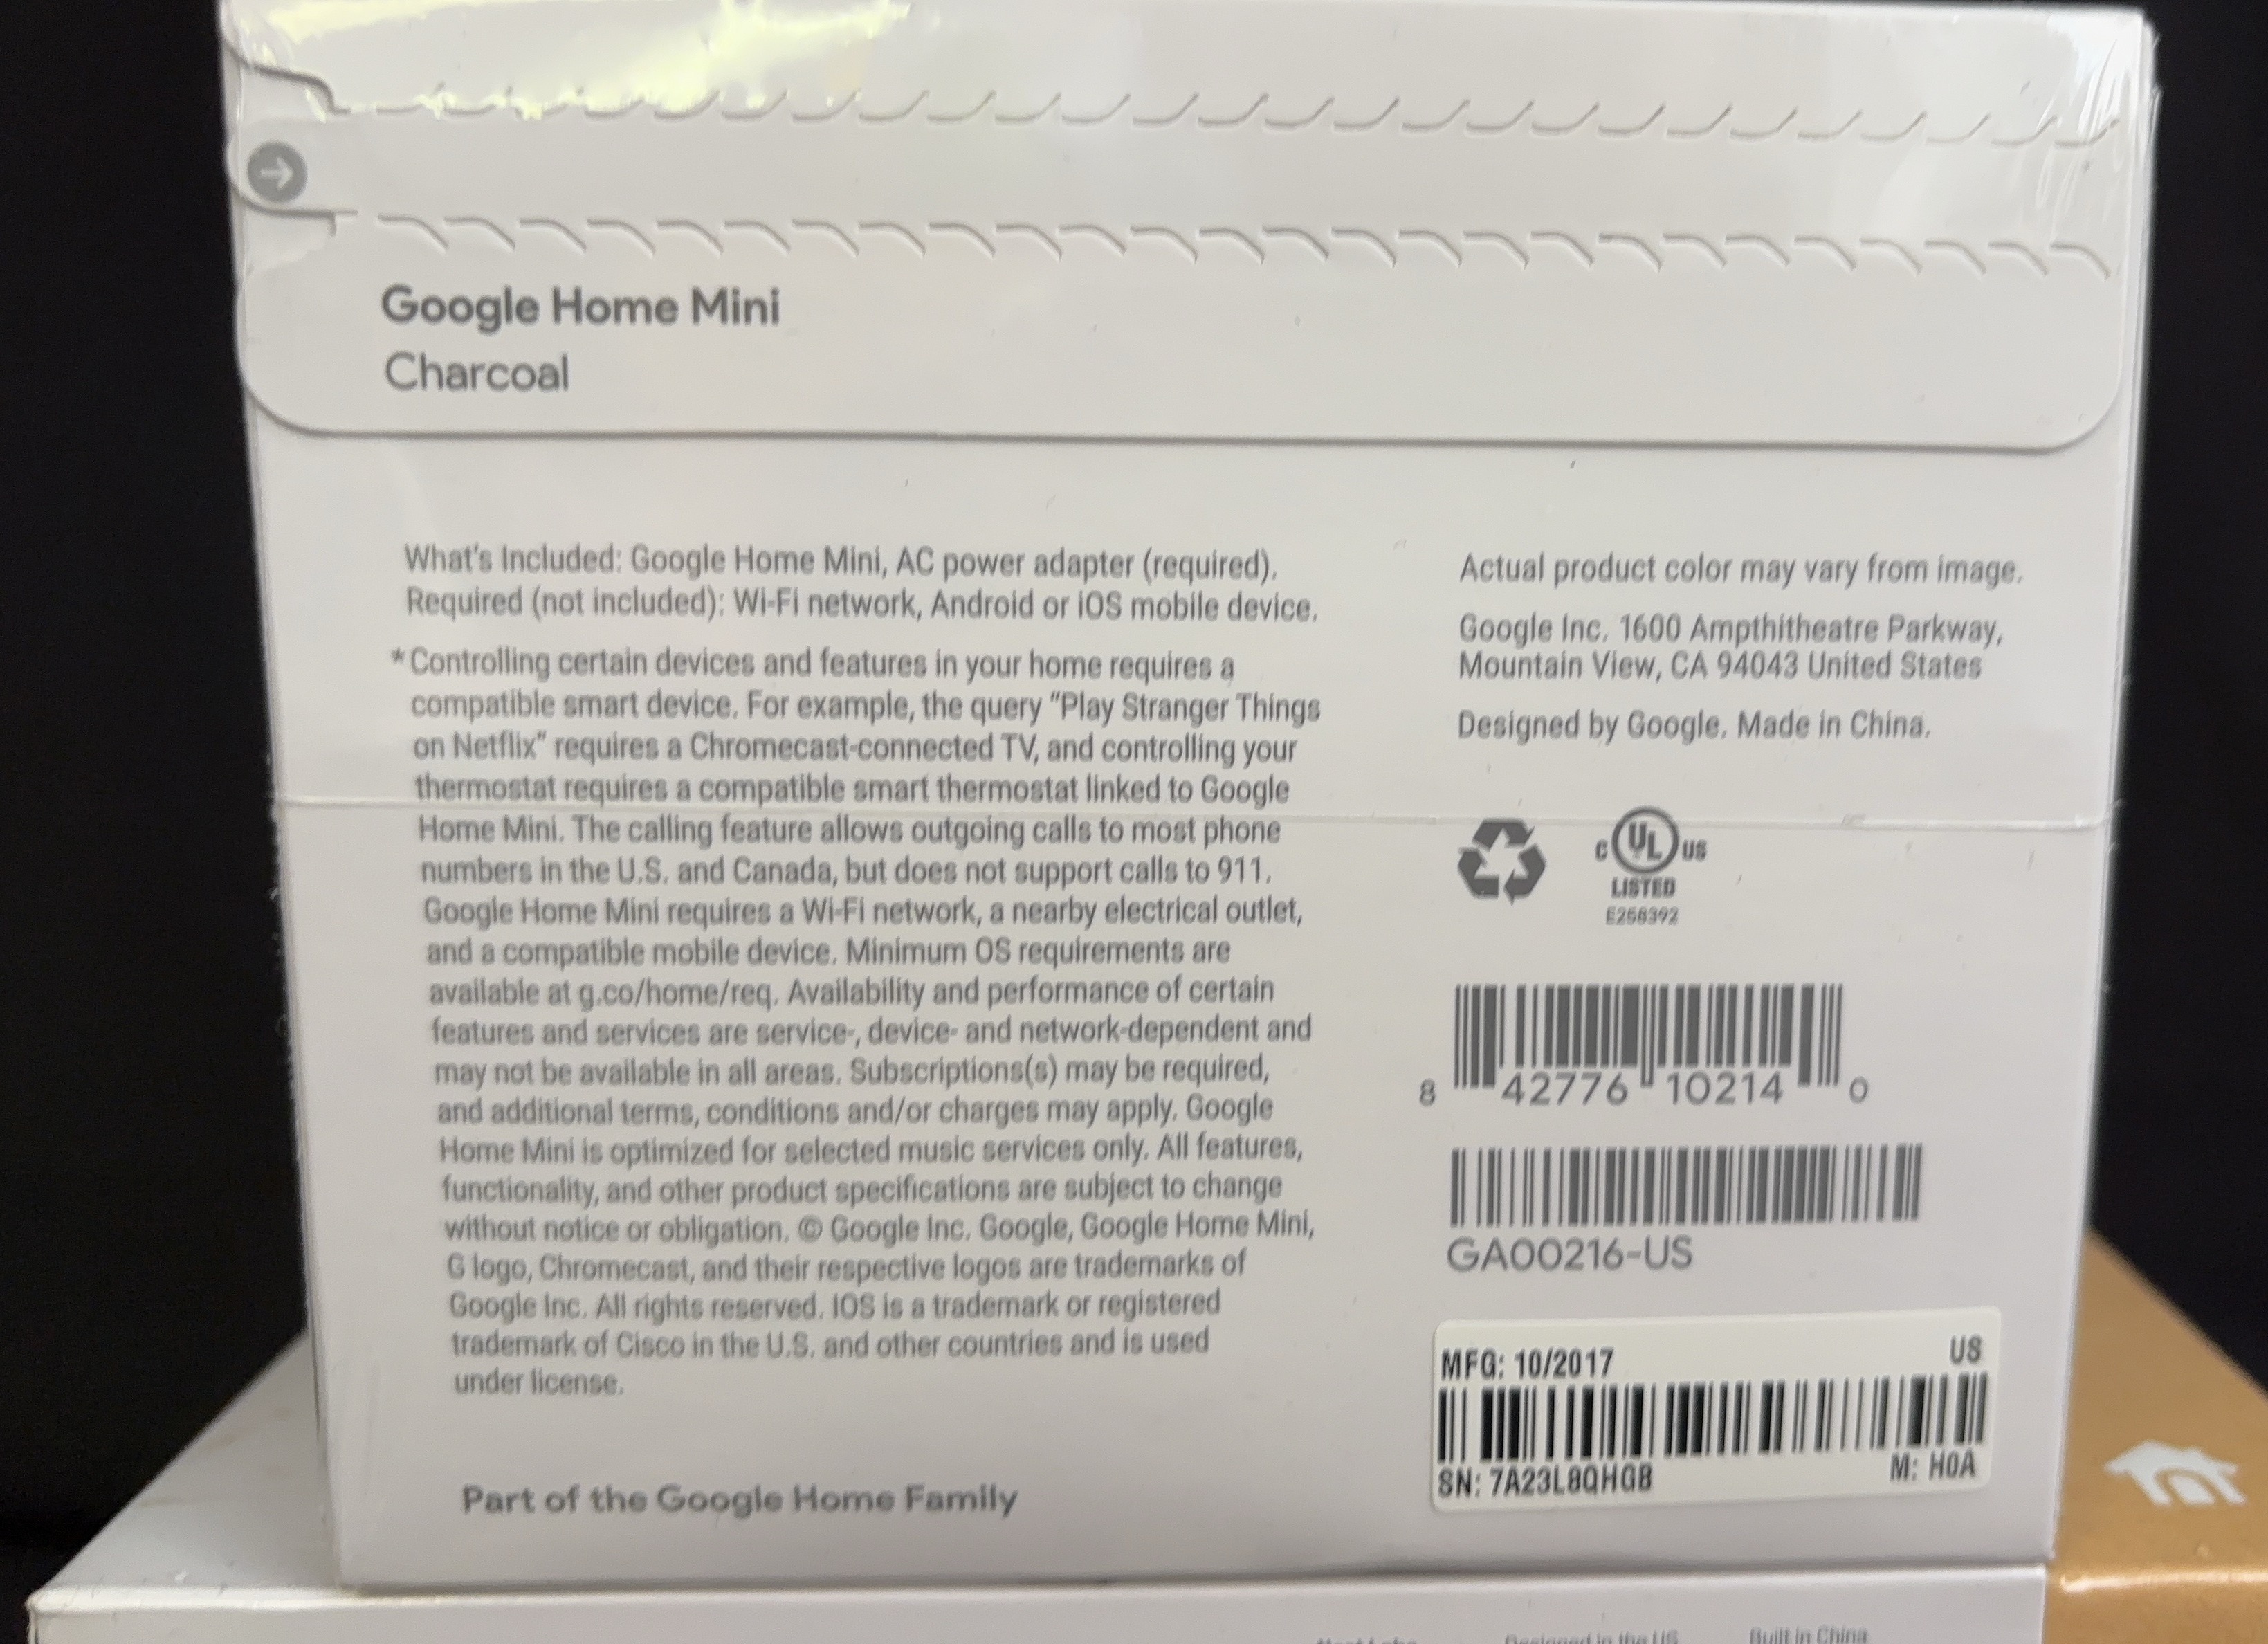 Google Home Mini
Charcoal
What's Included: Google Home Mini, AC power adapter (required).
Required (not included): Wi-Fi network, Android or iOS mobile device.
*Controlling certain devices and features in your home requires a
compatible smart device. For example, the query "Play Stranger Things
on Netflix" requires a Chromecast-connected TV, and controlling your
thermostat requires a compatible smart thermostat linked to Google
Home Mini. The calling feature allows outgoing calls to most phone
numbers in the U.S. and Canada, but does not support calls to 911.
Google Home Mini requires a Wi-Fi network, a nearby electrical outlet,
and a compatible mobile device. Minimum OS requirements are
available at g.co/home/req. Availability and performance of certain
features and services are service-, device- and network-dependent and
may not be available in all areas. Subscriptions(s) may be required,
and additional terms, conditions and/or charges may apply. Google
Home Mini is optimized for selected music services only. All features,
functionality, and other product specifications are subject to change
without notice or obligation. © Google Inc. Google, Google Home Mini,
G logo, Chromecast, and their respective logos are trademarks of
Google Inc. All rights reserved. IOS is a trademark or registered
trademark of Cisco in the U.S. and other countries and is used
under license.
Part of the Google Home Family
Actual product color may vary from image.
Google Inc. 1600 Ampthitheatre Parkway,
Mountain View, CA 94043 United States
Designed by Google. Made in China.
C UL US
LISTED
E258392
8 42776 10214 0
GA00216-US
MFG: 10/2017 US
SN: 7A23L8QHGB M: H0A
Designed in the US
Built in China